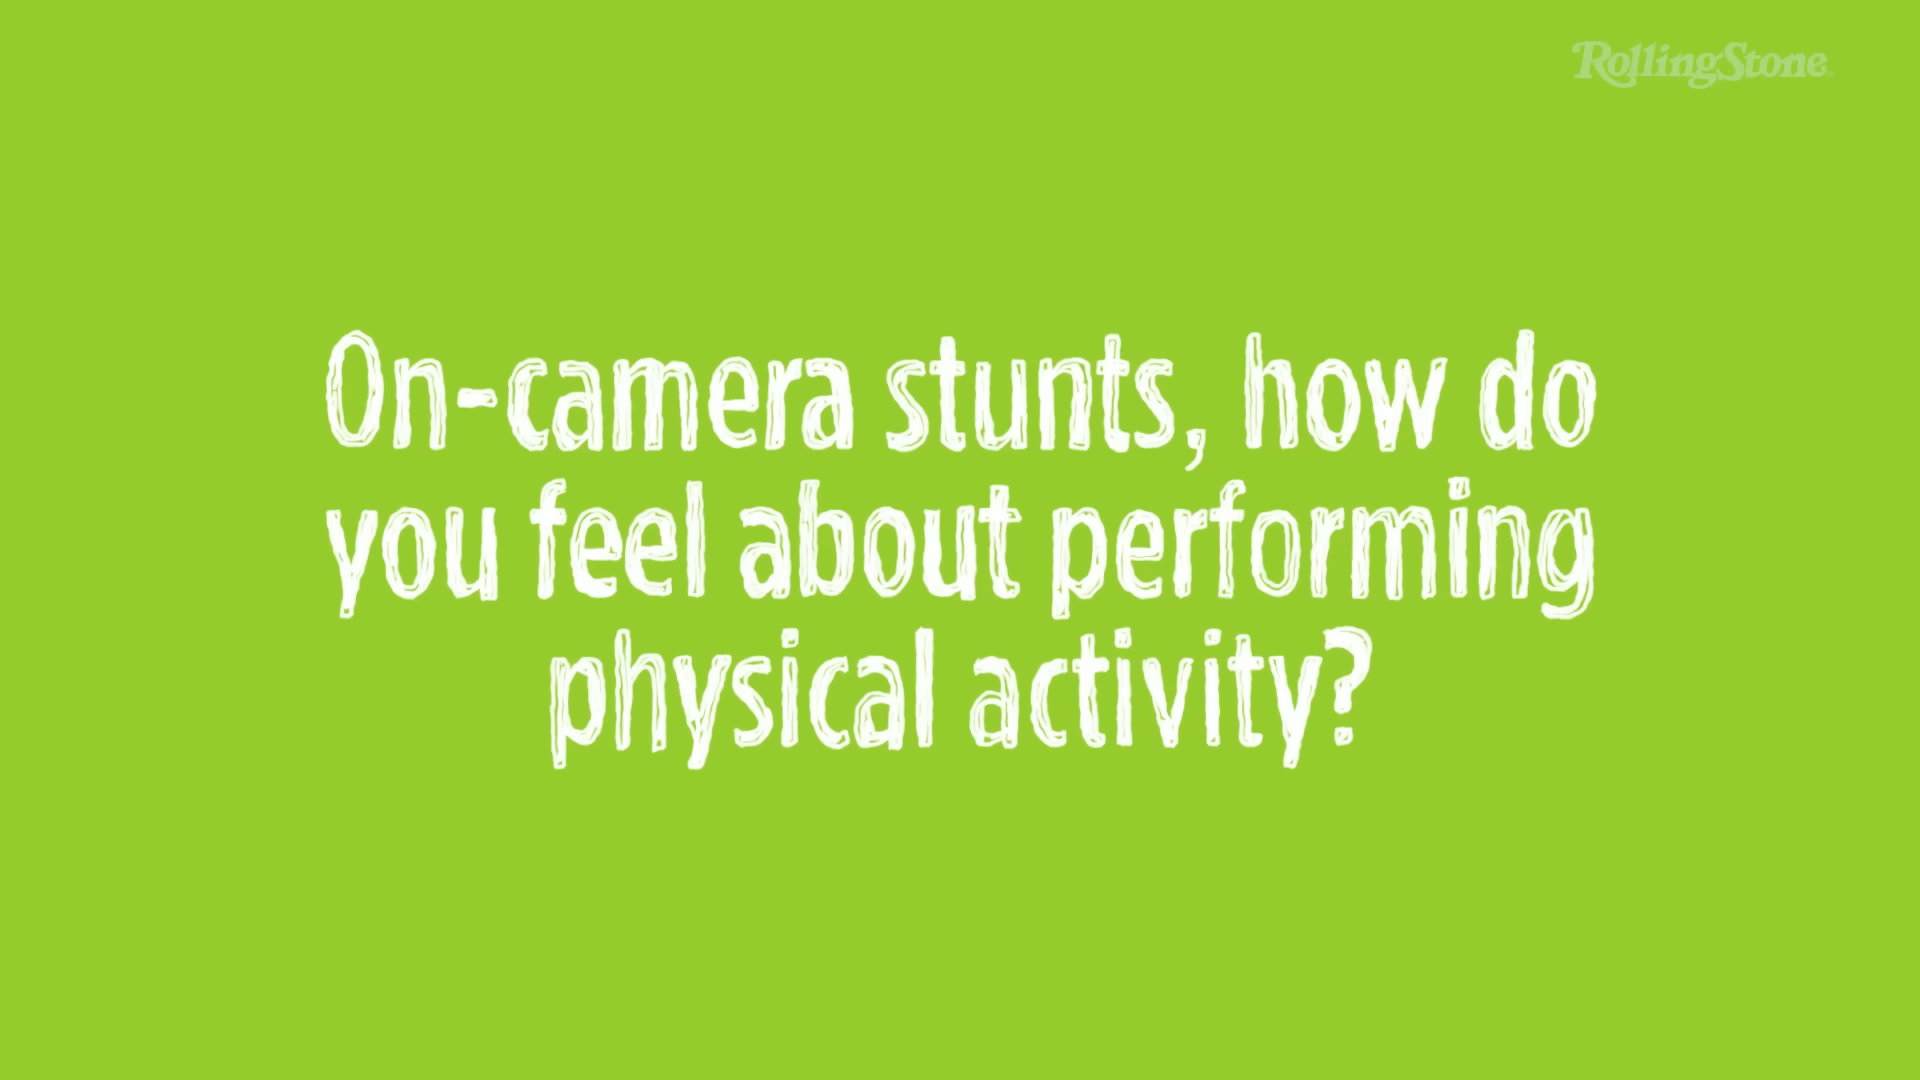 RollingStone
On-camera stunts, how do
you feel about performing
physical activity?